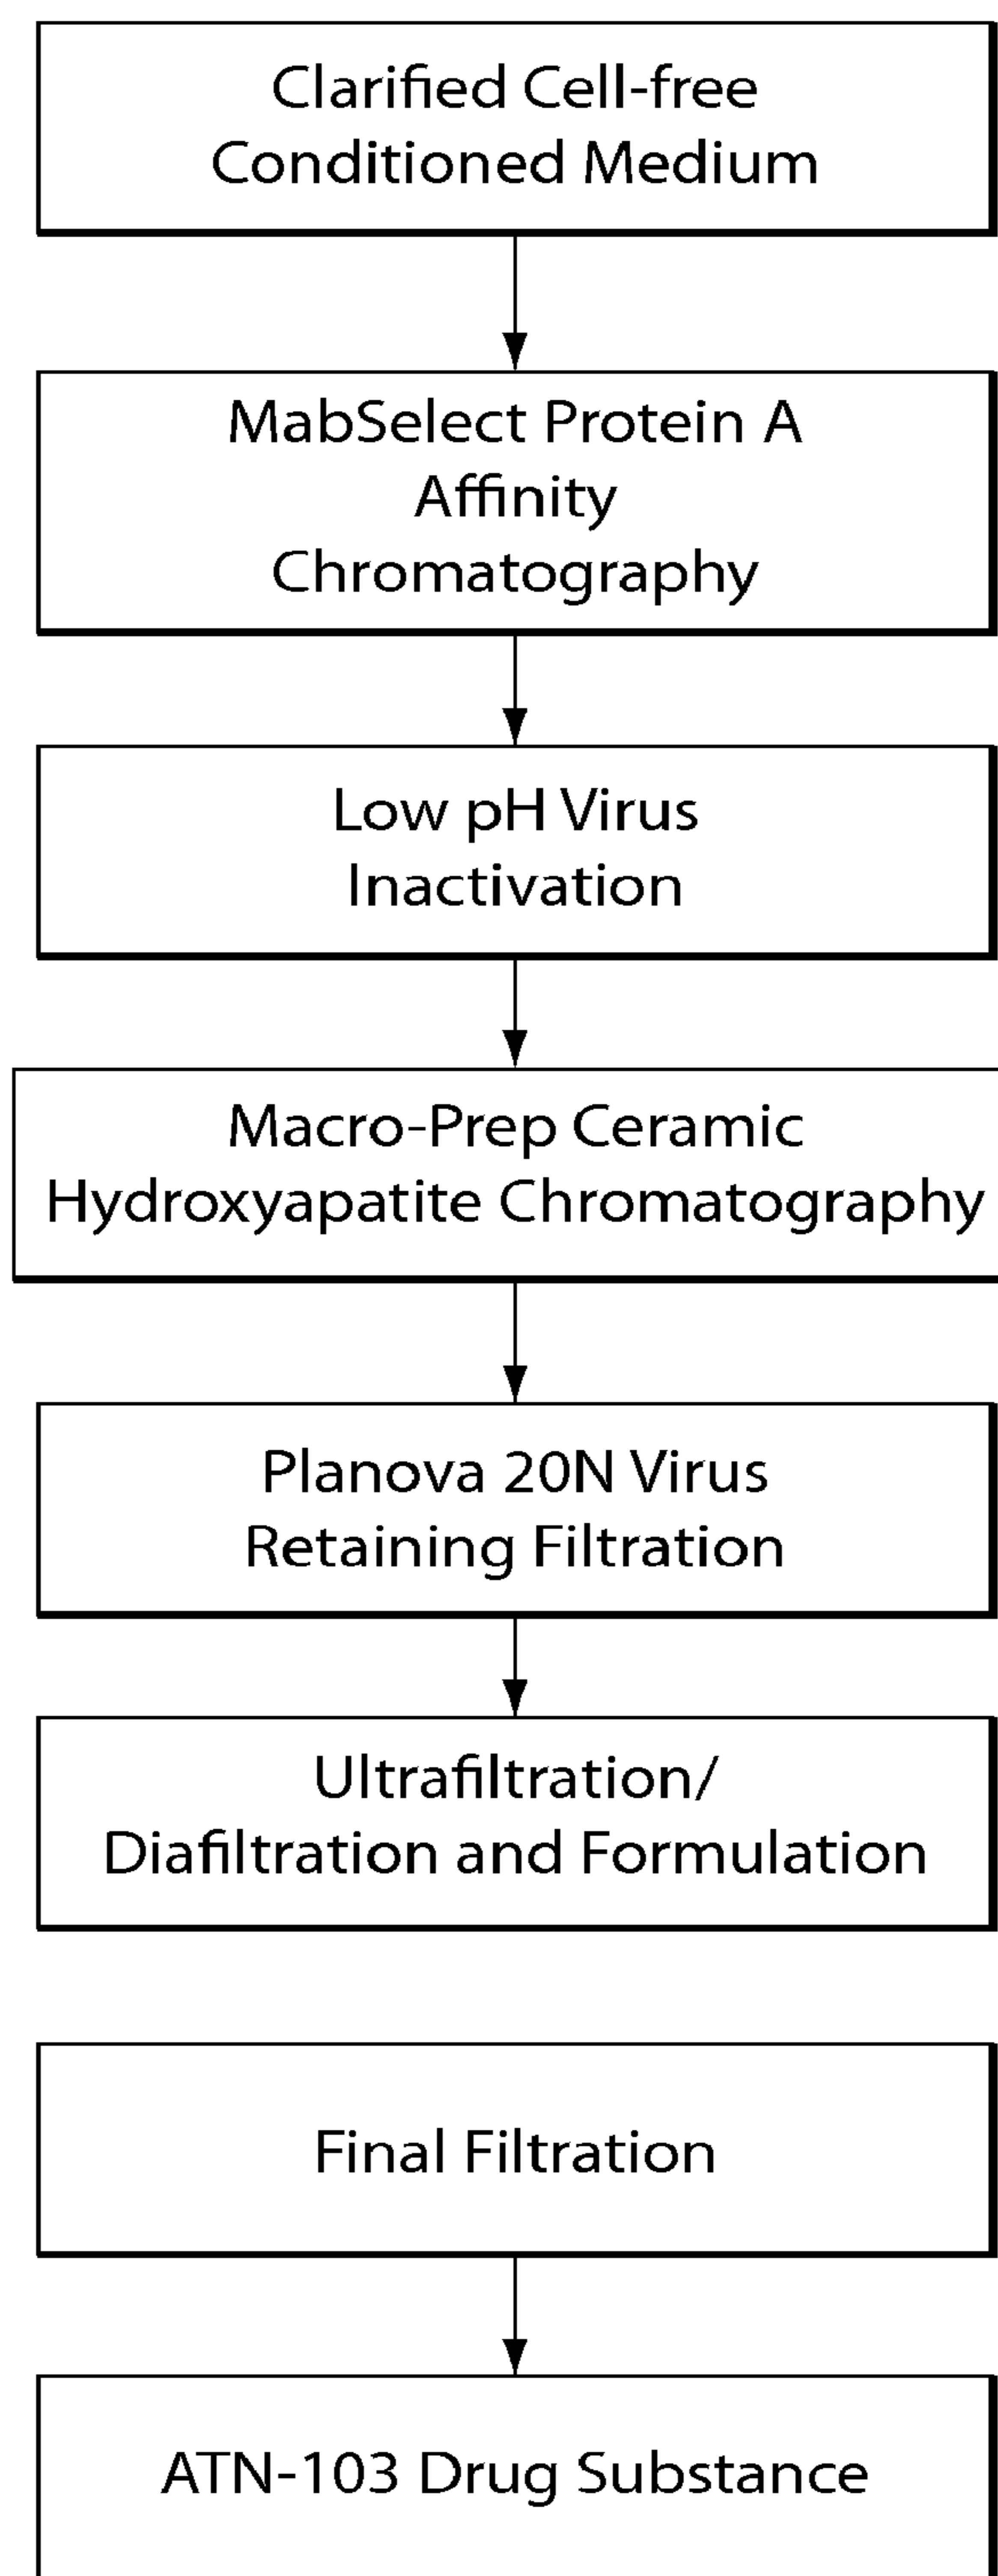 Clarified Cell-free
Conditioned Medium
MabSelect Protein A
Affinity
Chromatography
Low pH Virus
Inactivation
Macro-Prep Ceramic
Hydroxyapatite Chromatography
Planova 20N Virus
Retaining Filtration
Ultrafiltration/
Diafiltration and Formulation
Final Filtration
ATN-103 Drug Substance